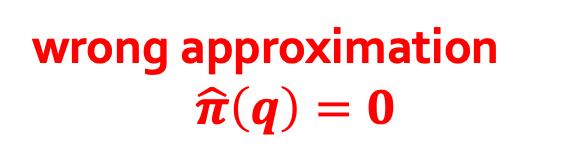 wrong approximation
π̂(q) = 0